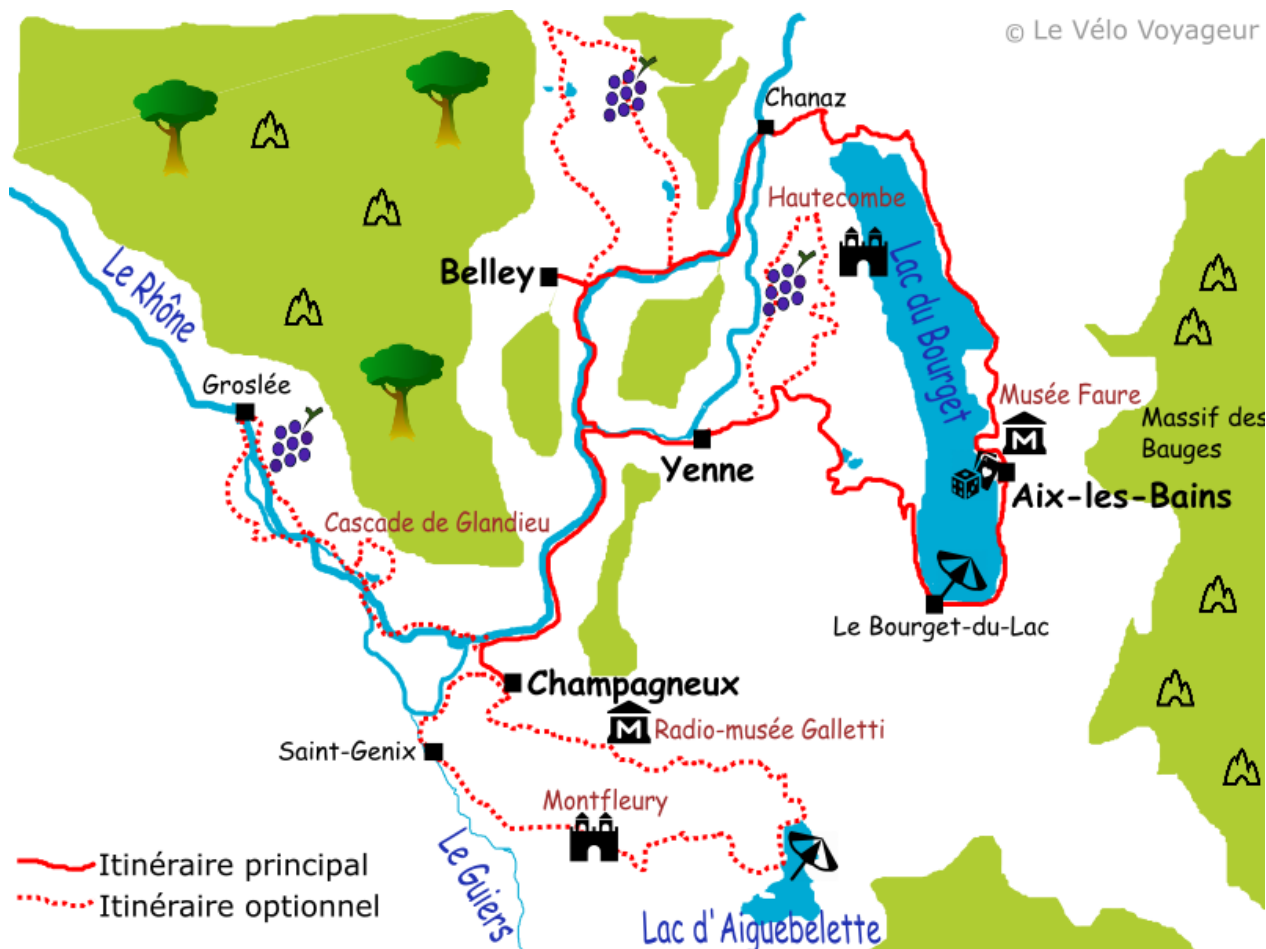 © Le Vélo Voyageur
Chanaz
Hautecombe
Belley
Le Rhône
Lac du Bourget
Groslée
Musée Faure
M
Massif des
Bauges
Yenne
Aix-les-Bains
Cascade de Glandieu
Le Bourget-du-Lac
Champagneux
M
Radio-musée Galletti
Saint-Genix
Montfleury
Le Guiers
Itinéraire principal
Itinéraire optionnel
Lac d'Aiguebelette